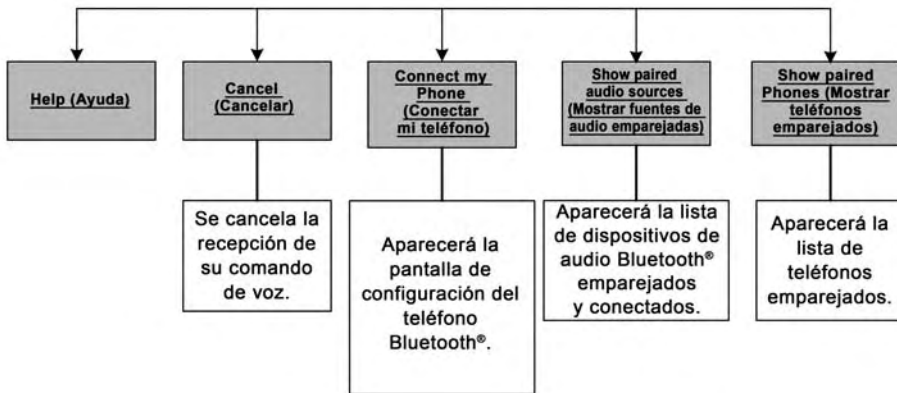 Help (Ayuda)
Cancel
(Cancelar)
Connect my
Phone
(Conectar
mi teléfono)
Show paired
audio sources
(Mostrar fuentes de
audio emparejadas)
Show paired
Phones (Mostrar
teléfonos
emparejados)
Se cancela la
recepción de
su comando
de voz.
Aparecerá la
pantalla de
configuración del
teléfono
Bluetooth®.
Aparecerá la lista
de dispositivos de
audio Bluetooth®
emparejados
y conectados.
Aparecerá la
lista de
teléfonos
emparejados.